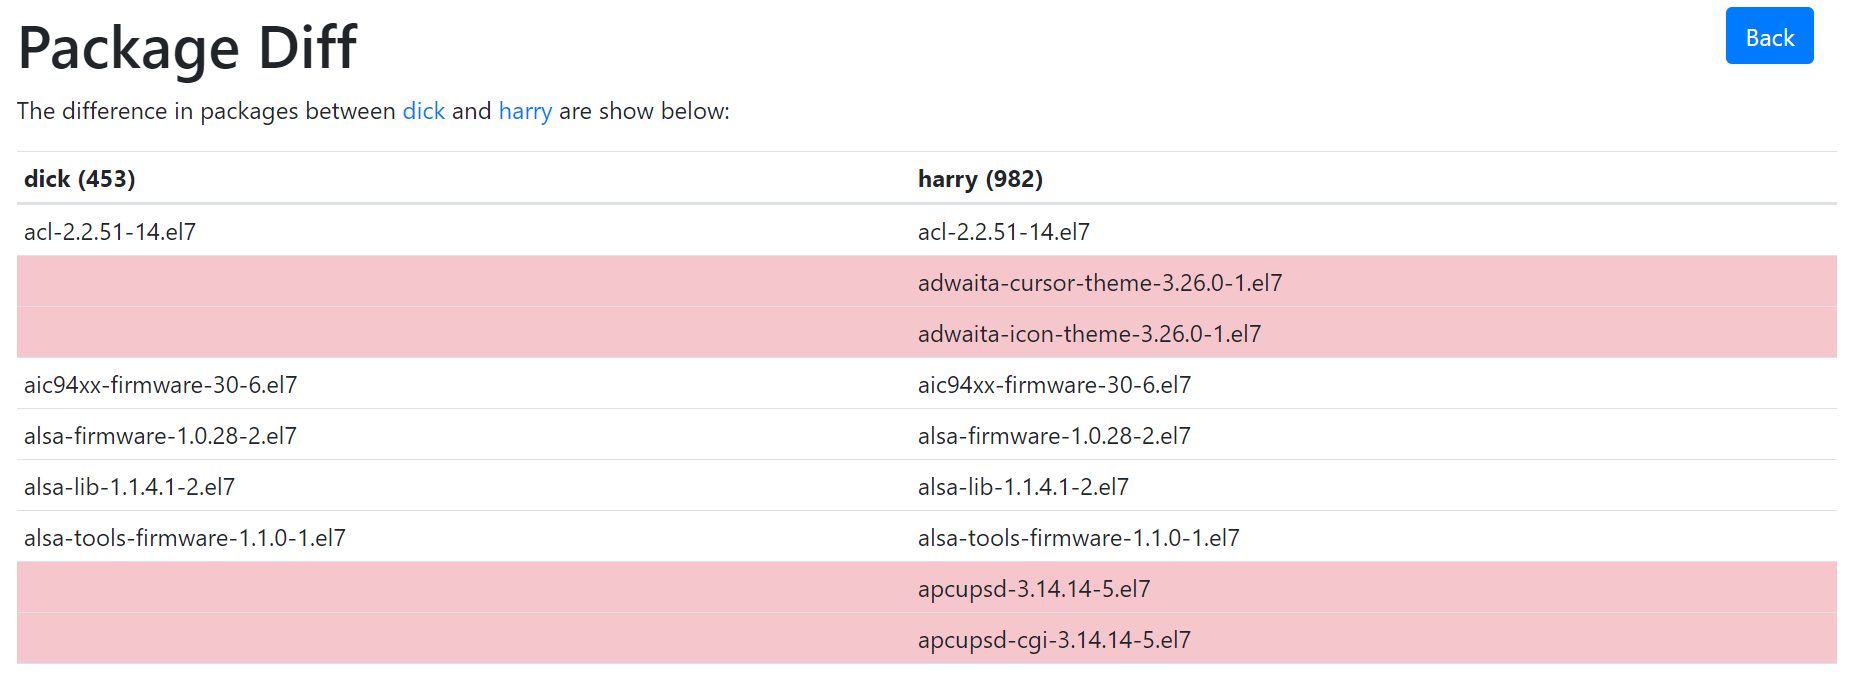 Package Diff
Back
The difference in packages between dick and harry are show below:
dick (453) harry (982)
acl-2.2.51-14.el7 acl-2.2.51-14.el7
adwaita-cursor-theme-3.26.0-1.el7
adwaita-icon-theme-3.26.0-1.el7
aic94xx-firmware-30-6.el7 aic94xx-firmware-30-6.el7
alsa-firmware-1.0.28-2.el7 alsa-firmware-1.0.28-2.el7
alsa-lib-1.1.4.1-2.el7 alsa-lib-1.1.4.1-2.el7
alsa-tools-firmware-1.1.0-1.el7 alsa-tools-firmware-1.1.0-1.el7
apcupsd-3.14.14-5.el7
apcupsd-cgi-3.14.14-5.el7